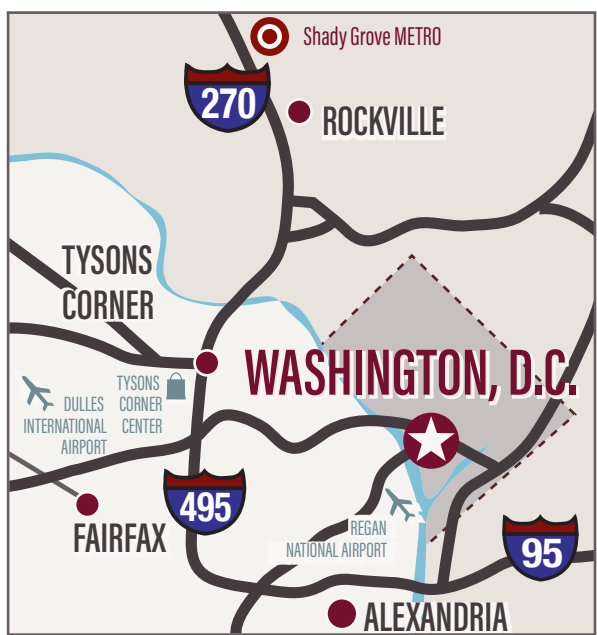 Shady Grove METRO
270
ROCKVILLE
TYSONS
CORNER
WASHINGTON, D.C.
TYSONS
CORNER
CENTER
DULLES
INTERNATIONAL
AIRPORT
495
FAIRFAX
REGAN
NATIONAL AIRPORT
95
ALEXANDRIA